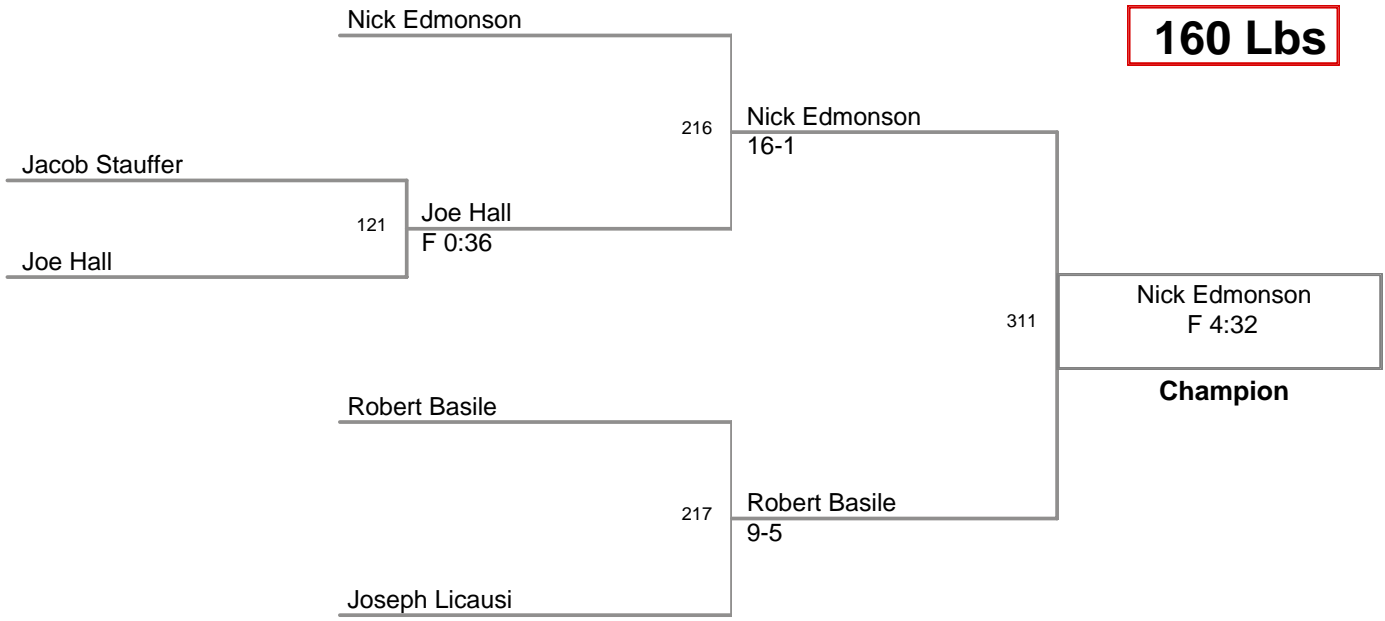 Nick Edmonson
160 Lbs
216
Nick Edmonson
16-1
Jacob Stauffer
121
Joe Hall
F 0:36
Joe Hall
311
Nick Edmonson
F 4:32
Champion
Robert Basile
217
Robert Basile
9-5
Joseph Licausi